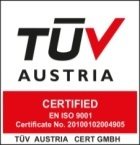 TÜV
AUSTRIA
CERTIFIED
EN ISO 9001
Certificate No. 20100102004905
TÜV AUSTRIA CERT GMBH